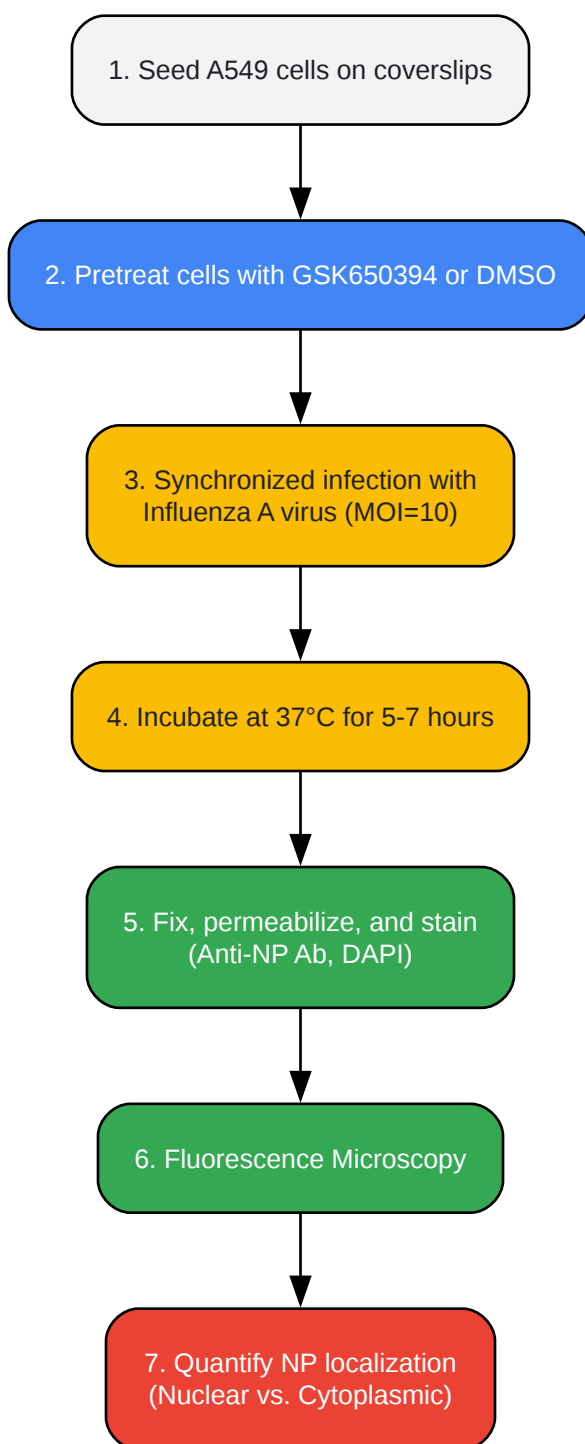 1. Seed A549 cells on coverslips
2. Pretreat cells with GSK650394 or DMSO
3. Synchronized infection with
Influenza A virus (MOI=10)
4. Incubate at 37°C for 5-7 hours
5. Fix, permeabilize, and stain
(Anti-NP Ab, DAPI)
6. Fluorescence Microscopy
7. Quantify NP localization
(Nuclear vs. Cytoplasmic)